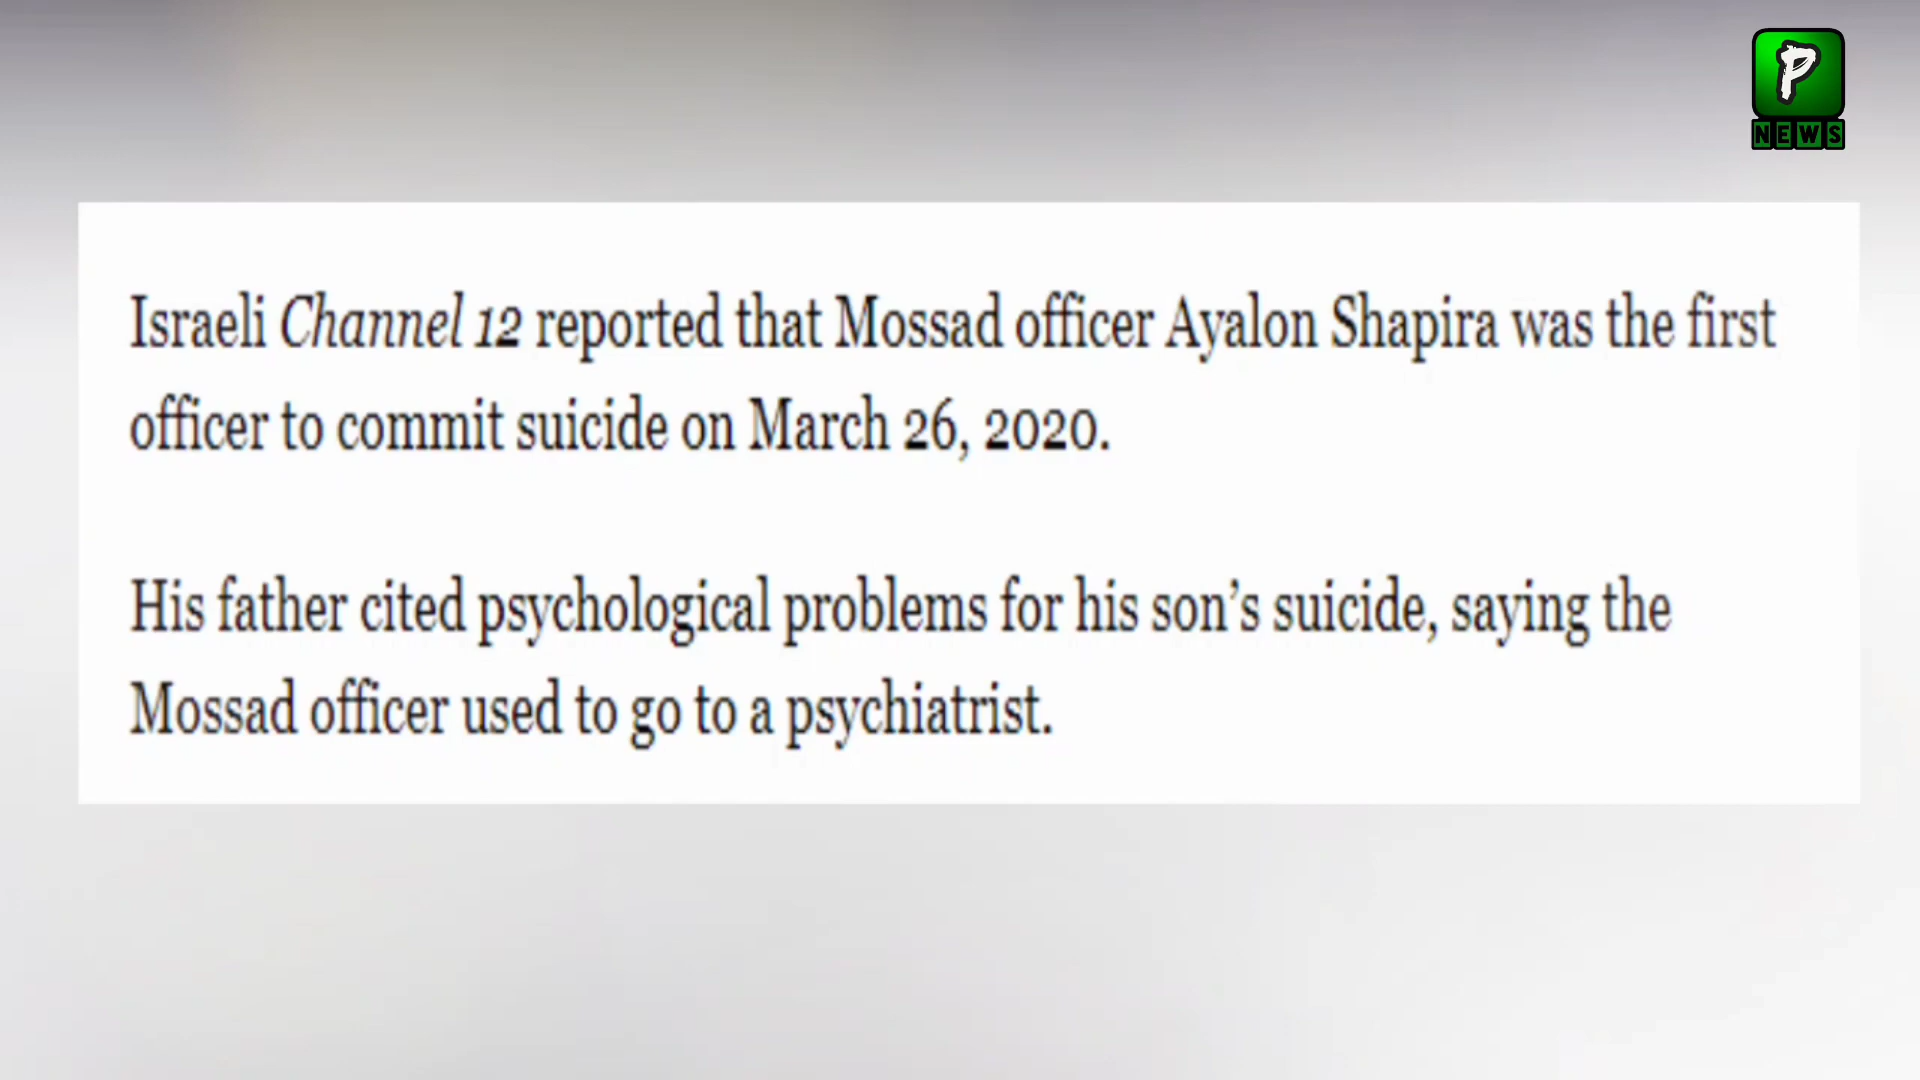 P
NEWS
Israeli Channel 12 reported that Mossad officer Ayalon Shapira was the first
officer to commit suicide on March 26, 2020.
His father cited psychological problems for his son’s suicide, saying the
Mossad officer used to go to a psychiatrist.